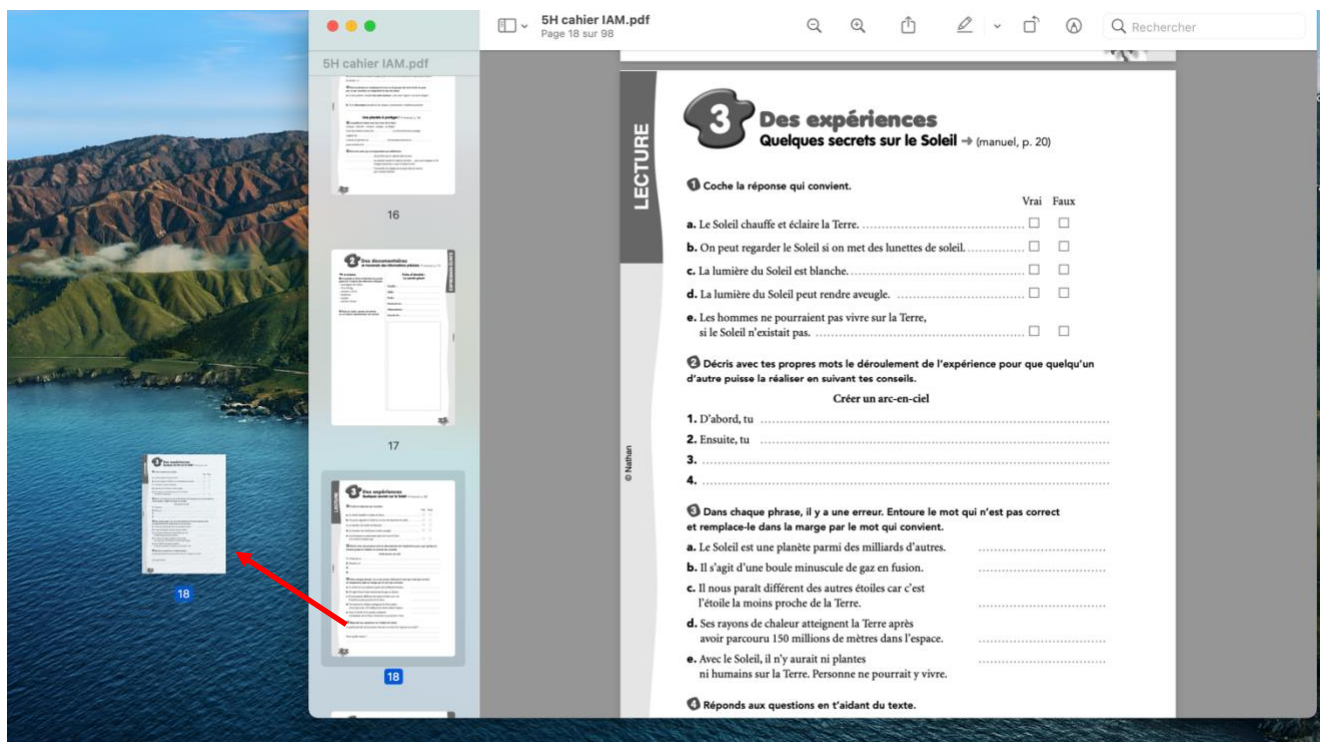 5H cahier IAM.pdf
Page 18 sur 98
Rechercher
5H cahier IAM.pdf
16
Des documentaires
17
Des expériences
18
Des expériences
18
LECTURE
© Nathan
3 Des expériences
Quelques secrets sur le Soleil → (manuel, p. 20)
1 Coche la réponse qui convient.
Vrai Faux
a. Le Soleil chauffe et éclaire la Terre. ☐ ☐
b. On peut regarder le Soleil si on met des lunettes de soleil. ☐ ☐
c. La lumière du Soleil est blanche. ☐ ☐
d. La lumière du Soleil peut rendre aveugle. ☐ ☐
e. Les hommes ne pourraient pas vivre sur la Terre,
si le Soleil n'existait pas. ☐ ☐
2 Décris avec tes propres mots le déroulement de l'expérience pour que quelqu'un
d'autre puisse la réaliser en suivant tes conseils.
Créer un arc-en-ciel
1. D'abord, tu
2. Ensuite, tu
3.
4.
3 Dans chaque phrase, il y a une erreur. Entoure le mot qui n'est pas correct
et remplace-le dans la marge par le mot qui convient.
a. Le Soleil est une planète parmi des milliards d'autres.
b. Il s'agit d'une boule minuscule de gaz en fusion.
c. Il nous paraît différent des autres étoiles car c'est
l'étoile la moins proche de la Terre.
d. Ses rayons de chaleur atteignent la Terre après
avoir parcouru 150 millions de mètres dans l'espace.
e. Avec le Soleil, il n'y aurait ni plantes
ni humains sur la Terre. Personne ne pourrait y vivre.
4 Réponds aux questions en t'aidant du texte.